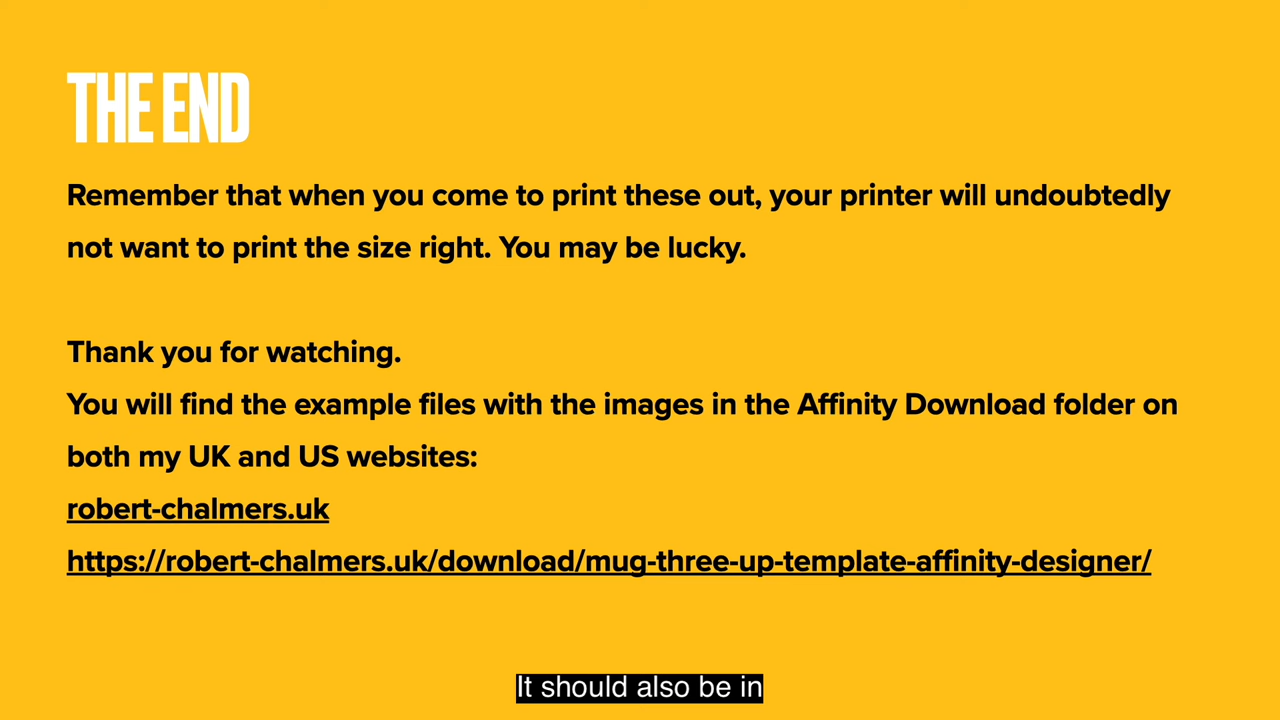 THE END
Remember that when you come to print these out, your printer will undoubtedly
not want to print the size right. You may be lucky.
Thank you for watching.
You will find the example files with the images in the Affinity Download folder on
both my UK and US websites:
robert-chalmers.uk
https://robert-chalmers.uk/download/mug-three-up-template-affinity-designer/
It should also be in